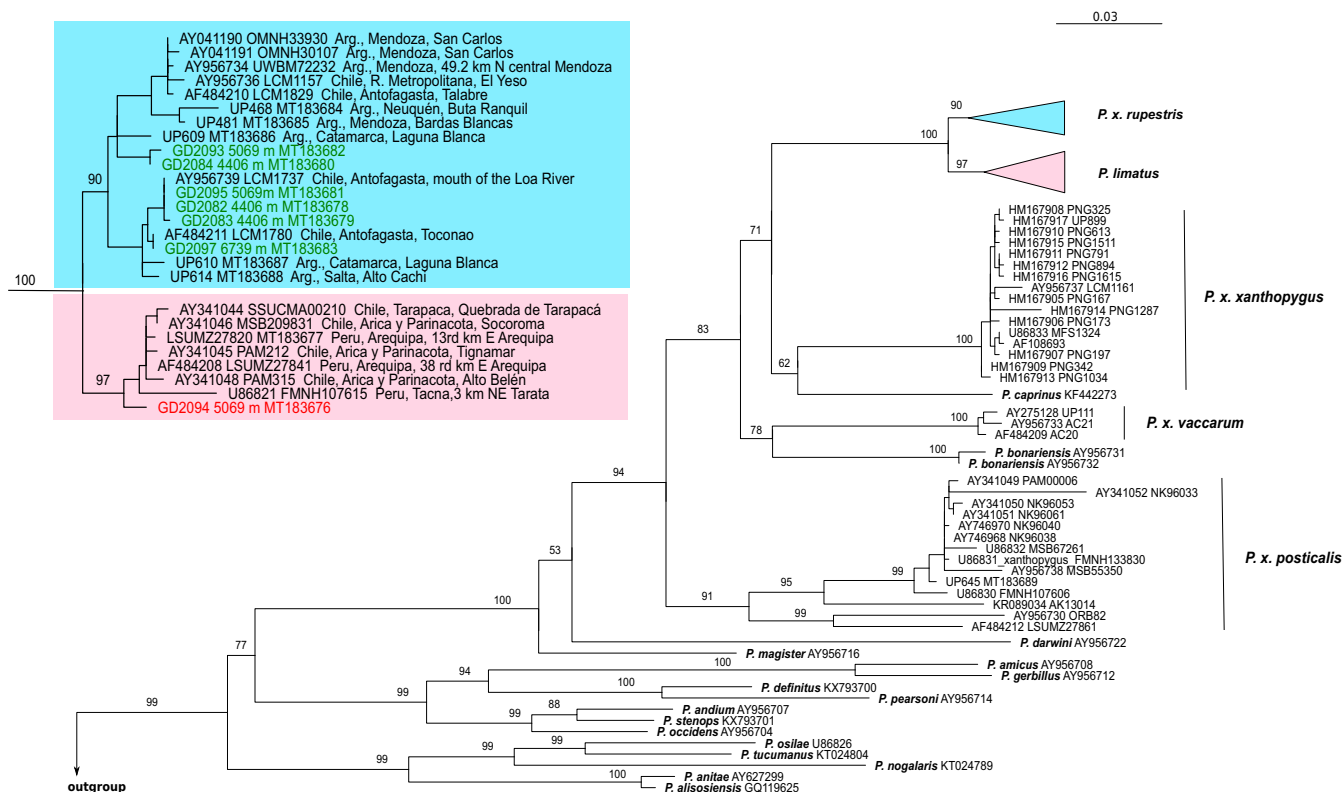 0.03
AY041190 OMNH33930 Arg., Mendoza, San Carlos
AY041191 OMNH30107 Arg., Mendoza, San Carlos
AY956734 UWBM72232 Arg., Mendoza, 49.2 km N central Mendoza
AY956736 LCM1157 Chile, R. Metropolitana, El Yeso
AF484210 LCM1829 Chile, Antofagasta, Talabre
UP468 MT183684 Arg., Neuquén, Buta Ranquil
UP481 MT183685 Arg., Mendoza, Bardas Blancas
UP609 MT183686 Arg., Catamarca, Laguna Blanca
GD2093 5069 m MT183682
GD2084 4406 m MT183680
90
AY956739 LCM1737 Chile, Antofagasta, mouth of the Loa River
GD2095 5069m MT183681
GD2082 4406 m MT183678
GD2083 4406 m MT183679
AF484211 LCM1780 Chile, Antofagasta, Toconao
GD2097 6739 m MT183683
UP610 MT183687 Arg., Catamarca, Laguna Blanca
UP614 MT183688 Arg., Salta, Alto Cachi
100
AY341044 SSUCMA00210 Chile, Tarapaca, Quebrada de Tarapacá
AY341046 MSB209831 Chile, Arica y Parinacota, Socoroma
LSUMZ27820 MT183677 Peru, Arequipa, 13rd km E Arequipa
AY341045 PAM212 Chile, Arica y Parinacota, Tignamar
AF484208 LSUMZ27841 Peru, Arequipa, 38 rd km E Arequipa
97
AY341048 PAM315 Chile, Arica y Parinacota, Alto Belén
U86821 FMNH107615 Peru, Tacna,3 km NE Tarata
GD2094 5069 m MT183676
90
P. x. rupestris
100
97
P. limatus
71
HM167908 PNG325
HM167917 UP899
HM167910 PNG613
HM167915 PNG1511
HM167911 PNG791
HM167912 PNG894
HM167916 PNG1615
AY956737 LCM1161
HM167905 PNG167
HM167914 PNG1287
HM167906 PNG173
U86833 MFS1324
AF108693
HM167907 PNG197
HM167909 PNG342
HM167913 PNG1034
P. x. xanthopygus
83
100
62
P. caprinus KF442273
AY275128 UP111
AY956733 AC21
AF484209 AC20
P. x. vaccarum
100
78
100
P. bonariensis AY956731
P. bonariensis AY956732
94
AY341049 PAM00006
AY341052 NK96033
AY341050 NK96053
AY341051 NK96061
AY746970 NK96040
AY746968 NK96038
U86832 MSB67261
U86831_xanthopygus_FMNH133830
AY956738 MSB55350
UP645 MT183689
U86830 FMNH107606
KR089034 AK13014
AY956730 ORB82
AF484212 LSUMZ27861
P. x. posticalis
53
99
95
91
99
100
P. darwini AY956722
P. magister AY956716
77
94
100
P. amicus AY956708
P. gerbillus AY956712
99
100
P. definitus KX793700
P. pearsoni AY956714
99
88
P. andium AY956707
P. stenops KX793701
P. occidens AY956704
99
99
99
P. osilae U86826
P. tucumanus KT024804
P. nogalaris KT024789
99
100
P. anitae AY627299
P. alisosiensis GQ119625
outgroup